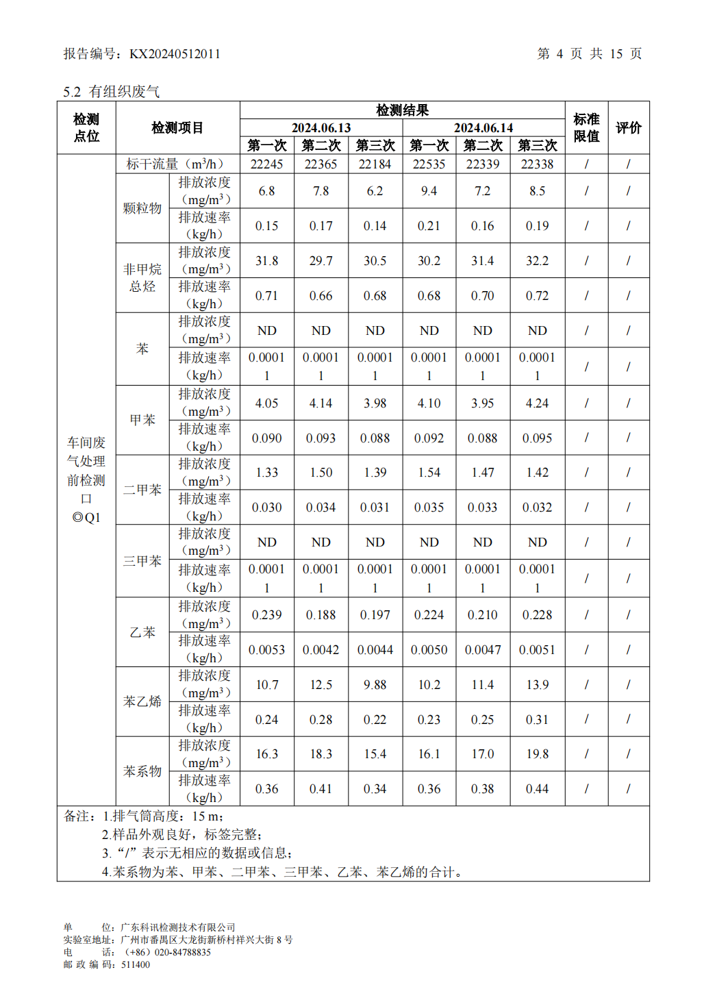 报告编号：KX20240512011 第 4 页 共 15 页
5.2 有组织废气
检测点位 检测项目 检测结果 标准限值 评价
2024.06.13 2024.06.14
第一次 第二次 第三次 第一次 第二次 第三次
车间废气处理前检测口◎Q1
标干流量（m³/h） 22245 22365 22184 22535 22339 22338 / /
颗粒物 排放浓度（mg/m³） 6.8 7.8 6.2 9.4 7.2 8.5 / /
排放速率（kg/h） 0.15 0.17 0.14 0.21 0.16 0.19 / /
非甲烷总烃 排放浓度（mg/m³） 31.8 29.7 30.5 30.2 31.4 32.2 / /
排放速率（kg/h） 0.71 0.66 0.68 0.68 0.70 0.72 / /
苯 排放浓度（mg/m³） ND ND ND ND ND ND / /
排放速率（kg/h） 0.00011 0.00011 0.00011 0.00011 0.00011 0.00011 / /
甲苯 排放浓度（mg/m³） 4.05 4.14 3.98 4.10 3.95 4.24 / /
排放速率（kg/h） 0.090 0.093 0.088 0.092 0.088 0.095 / /
二甲苯 排放浓度（mg/m³） 1.33 1.50 1.39 1.54 1.47 1.42 / /
排放速率（kg/h） 0.030 0.034 0.031 0.035 0.033 0.032 / /
三甲苯 排放浓度（mg/m³） ND ND ND ND ND ND / /
排放速率（kg/h） 0.00011 0.00011 0.00011 0.00011 0.00011 0.00011 / /
乙苯 排放浓度（mg/m³） 0.239 0.188 0.197 0.224 0.210 0.228 / /
排放速率（kg/h） 0.0053 0.0042 0.0044 0.0050 0.0047 0.0051 / /
苯乙烯 排放浓度（mg/m³） 10.7 12.5 9.88 10.2 11.4 13.9 / /
排放速率（kg/h） 0.24 0.28 0.22 0.23 0.25 0.31 / /
苯系物 排放浓度（mg/m³） 16.3 18.3 15.4 16.1 17.0 19.8 / /
排放速率（kg/h） 0.36 0.41 0.34 0.36 0.38 0.44 / /
备注：1.排气筒高度：15 m；
2.样品外观良好，标签完整；
3.“/”表示无相应的数据或信息；
4.苯系物为苯、甲苯、二甲苯、三甲苯、乙苯、苯乙烯的合计。
单 位：广东科讯检测技术有限公司
实验室地址：广州市番禺区大龙街新桥村祥兴大街 8 号
电 话：（+86）020-84788835
邮 政 编 码：511400